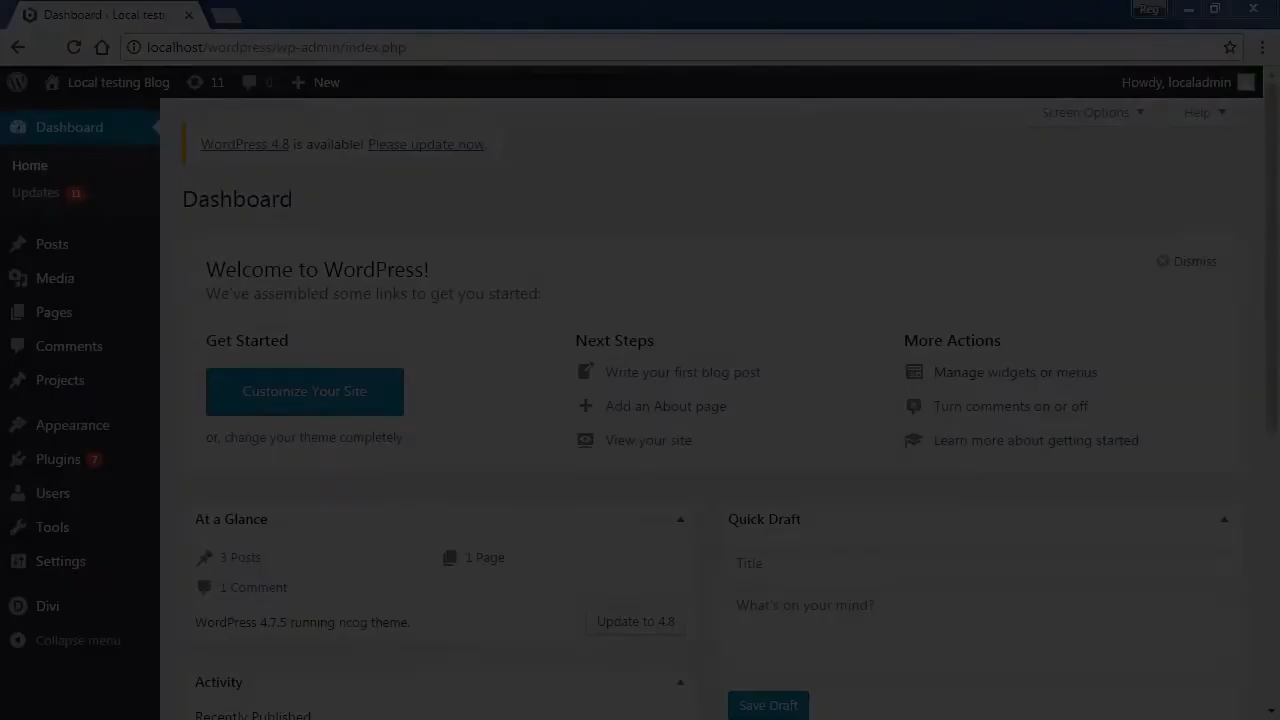 Dashboard ‹ Local testi
Reg
localhost/wordpress/wp-admin/index.php
Local testing Blog 11 0 New Howdy, localadmin
Dashboard
Home
Updates 11
Posts
Media
Pages
Comments
Projects
Appearance
Plugins 7
Users
Tools
Settings
Divi
Collapse menu
Screen Options Help
WordPress 4.8 is available! Please update now.
Dashboard
Welcome to WordPress!
Dismiss
We've assembled some links to get you started:
Get Started
Customize Your Site
or, change your theme completely
Next Steps
Write your first blog post
Add an About page
View your site
More Actions
Manage widgets or menus
Turn comments on or off
Learn more about getting started
At a Glance
3 Posts 1 Page
1 Comment
WordPress 4.7.5 running ncog theme.
Update to 4.8
Activity
Recently Published
Quick Draft
Title
What's on your mind?
Save Draft